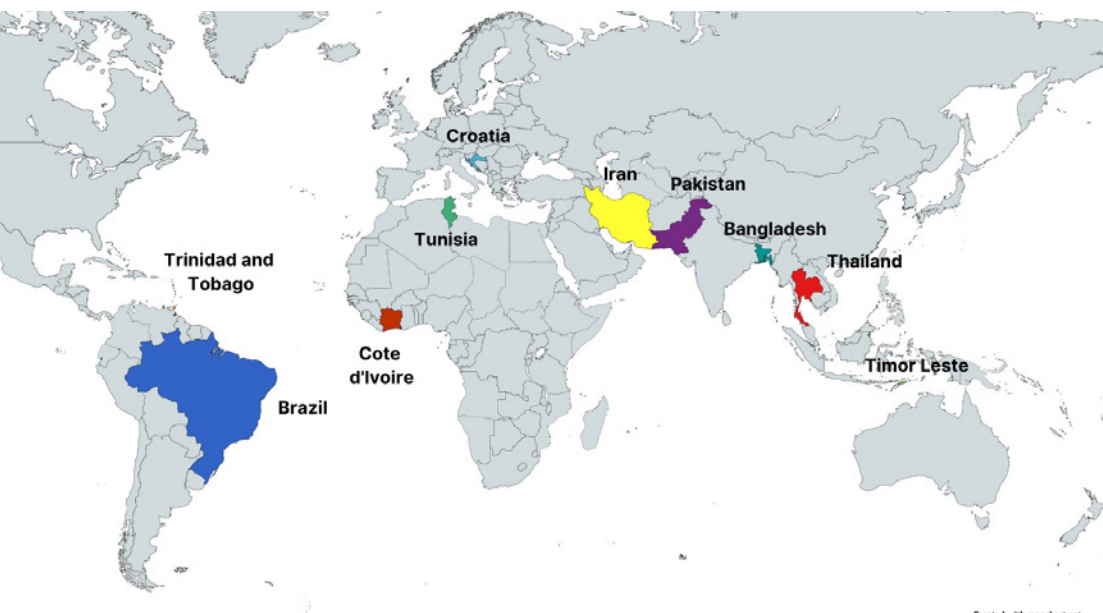 Croatia
Iran
Pakistan
Tunisia
Bangladesh
Trinidad and
Tobago
Thailand
Cote
d'Ivoire
Timor Leste
Brazil